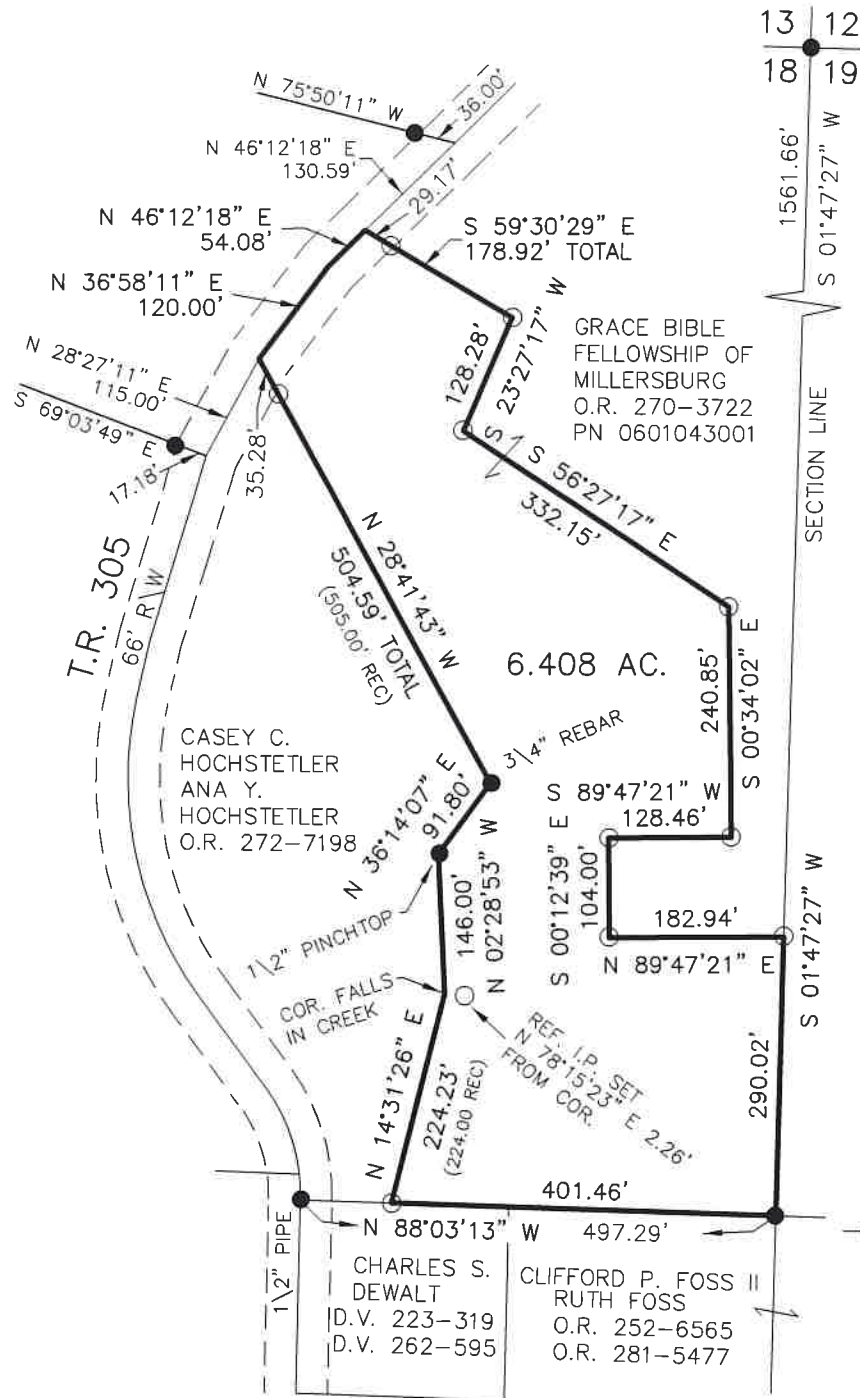 13 12
18 19
1561.66'
S 01°47'27" W
N 75°50'11" W
36.00'
N 46°12'18" E
130.59'
29.17'
N 46°12'18" E
54.08'
S 59°30'29" E
178.92' TOTAL
N 36°58'11" E
120.00'
128.28'
S 23°27'17" W
GRACE BIBLE
FELLOWSHIP OF
MILLERSBURG
O.R. 270-3722
PN 0601043001
SECTION LINE
N 28°27'11" E
115.00'
S 69°03'49" E
17.18'
35.28'
S 56°27'17" E
332.15'
T.R. 305
66' R\W
N 28°41'43" W
504.59' TOTAL
(505.00' REC)
6.408 AC.
240.85'
S 00°34'02" E
CASEY C.
HOCHSTETLER
ANA Y.
HOCHSTETLER
O.R. 272-7198
3\4" REBAR
N 36°14'07" E
91.80'
S 89°47'21" W
128.46'
S 00°12'39" E
104.00'
182.94'
N 89°47'21" E
1\2" PINCHTOP
146.00'
N 02°28'53" W
COR. FALLS
IN CREEK
REF. I.P. SET
N 78°15'23" E 2.26'
FROM COR.
N 14°31'26" E
224.23'
(224.00 REC)
290.02'
S 01°47'27" W
401.46'
N 88°03'13" W 497.29'
1\2" PIPE
CHARLES S.
DEWALT
D.V. 223-319
D.V. 262-595
CLIFFORD P. FOSS II
RUTH FOSS
O.R. 252-6565
O.R. 281-5477